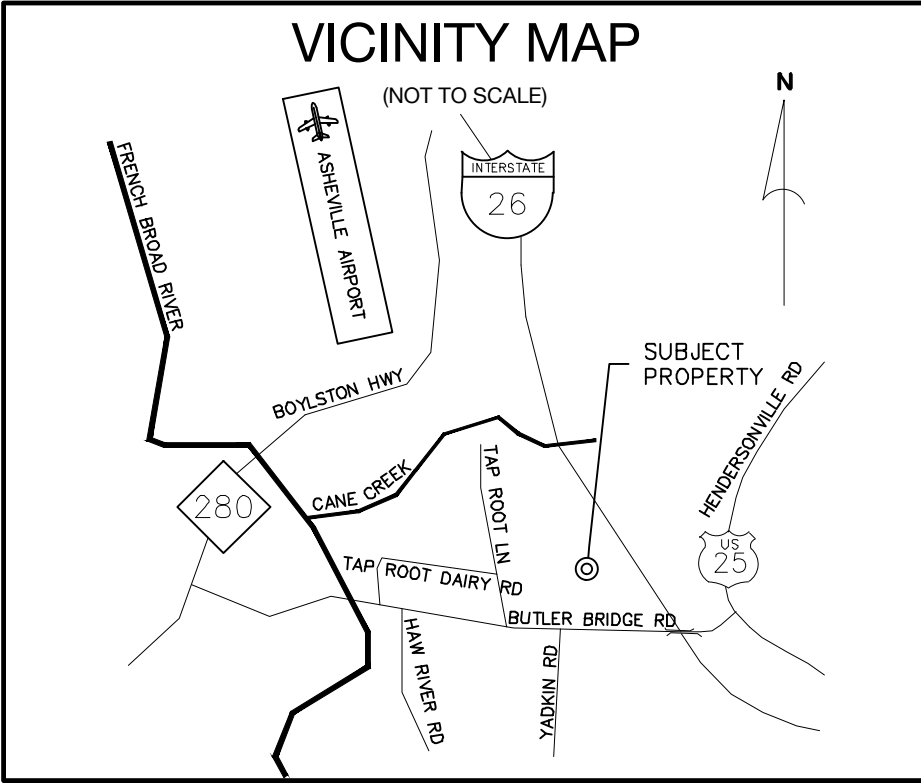 VICINITY MAP
(NOT TO SCALE)
N
INTERSTATE
26
ASHEVILLE AIRPORT
FRENCH BROAD RIVER
SUBJECT
PROPERTY
HENDERSONVILLE RD
BOYLSTON HWY
CANE CREEK
280
TAP ROOT LN
US
25
TAP ROOT DAIRY RD
BUTLER BRIDGE RD
HAW RIVER RD
YADKIN RD